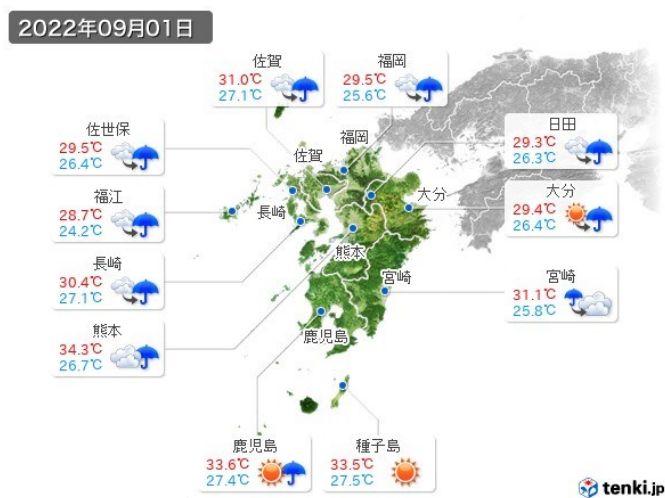 2022年09月01日
佐賀
31.0℃
27.1℃
福岡
29.5℃
25.6℃
佐世保
29.5℃
26.4℃
日田
29.3℃
26.3℃
福江
28.7℃
24.2℃
大分
29.4℃
26.4℃
長崎
30.4℃
27.1℃
宮崎
31.1℃
25.8℃
熊本
34.3℃
26.7℃
福岡
佐賀
大分
長崎
熊本
宮崎
鹿児島
鹿児島
33.6℃
27.4℃
種子島
33.5℃
27.5℃
tenki.jp